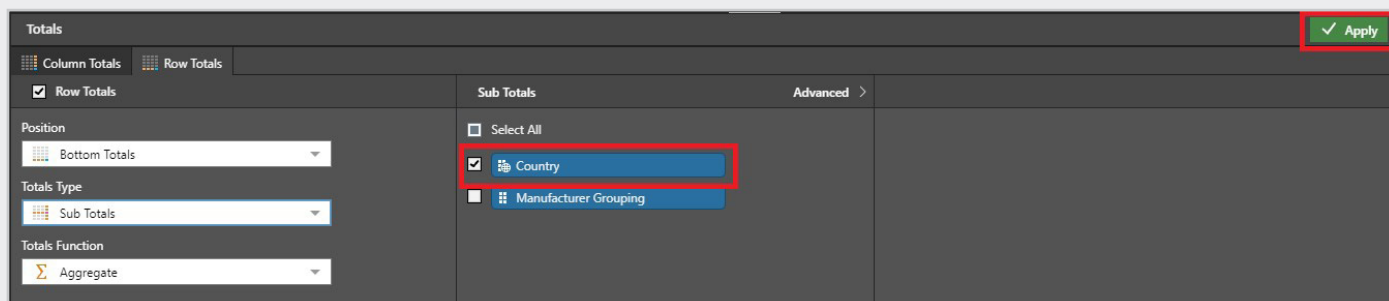 Totals
Apply
Column Totals
Row Totals
Row Totals
Sub Totals
Advanced
Position
Bottom Totals
Totals Type
Sub Totals
Totals Function
Aggregate
Select All
Country
Manufacturer Grouping